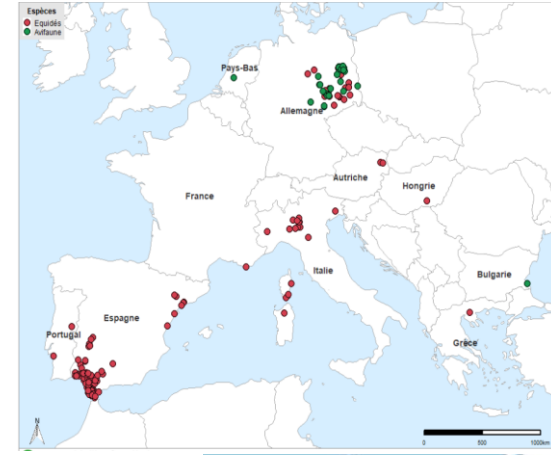 Espèces
Equidés
Avifaune
Pays-Bas
Allemagne
Autriche
Hongrie
France
Italie
Bulgarie
Espagne
Portugal
Grèce
N
0 500 1000km